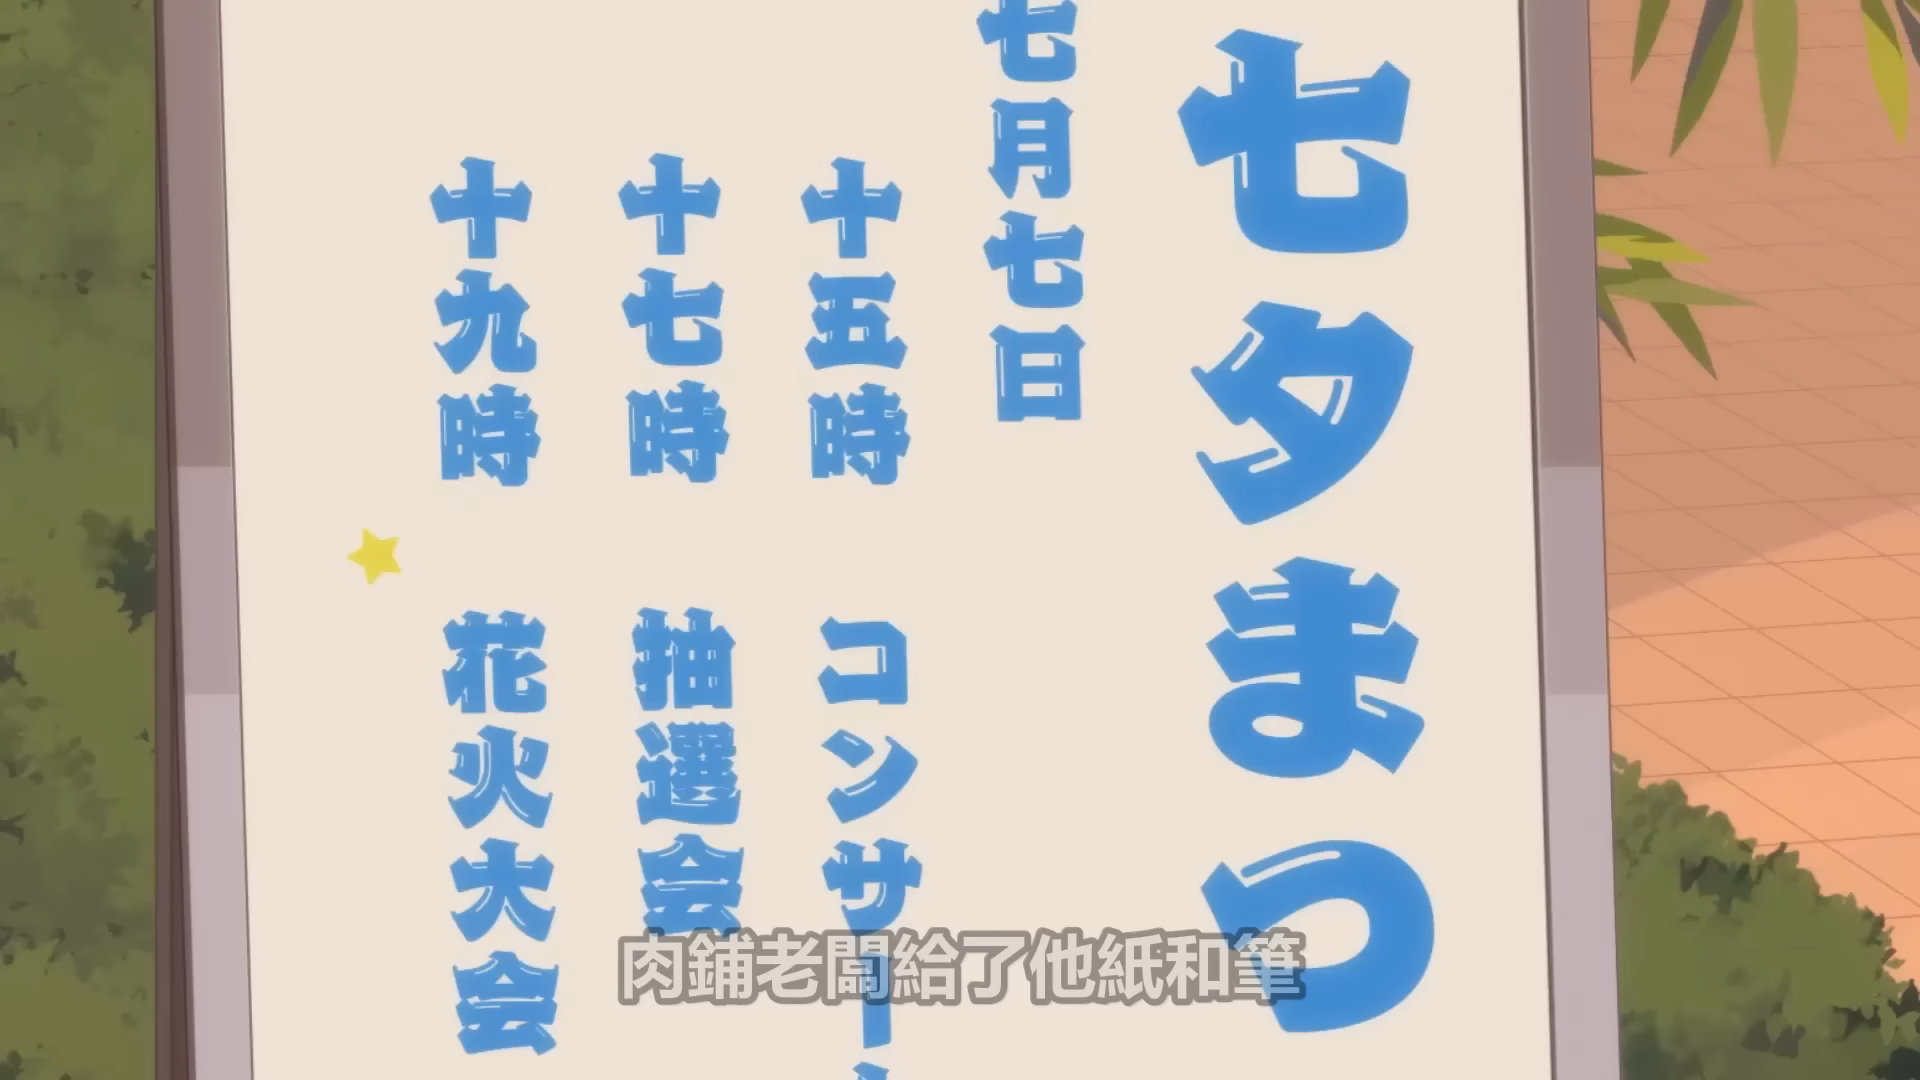 七夕まつ
七月七日
十五時 コンサート
十七時 抽選会
十九時 花火大会
肉鋪老闆給了他紙和筆